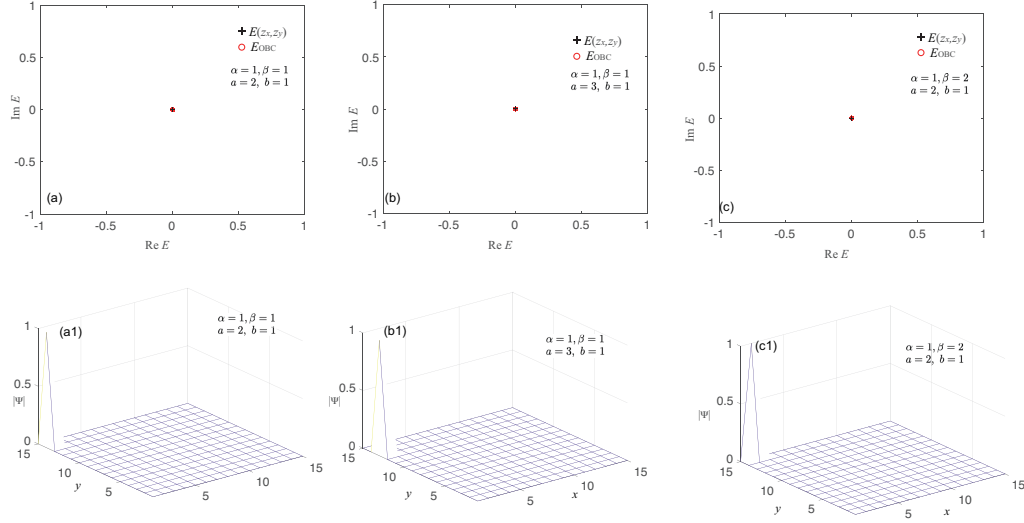 1
0.5
0
-0.5
-1
-1 -0.5 0 0.5 1
Im E
Re E
E(zx,zy)
EOBC
α = 1, β = 1
a = 2, b = 1
(a)
1
0.5
0
-0.5
-1
-1 -0.5 0 0.5 1
Im E
Re E
E(zx,zy)
EOBC
α = 1, β = 1
a = 3, b = 1
(b)
1
0.5
0
-0.5
-1
-1 -0.5 0 0.5 1
Im E
Re E
E(zx,zy)
EOBC
α = 1, β = 2
a = 2, b = 1
(c)
(a1)
α = 1, β = 1
a = 2, b = 1
1
0.5
0
|Ψ|
15
10
5
y
5
10
15
(b1)
α = 1, β = 1
a = 3, b = 1
1
0.5
0
|Ψ|
15
10
5
y
5
10
15
x
(c1)
α = 1, β = 2
a = 2, b = 1
1
0.5
0
|Ψ|
15
10
5
y
5
10
15
x